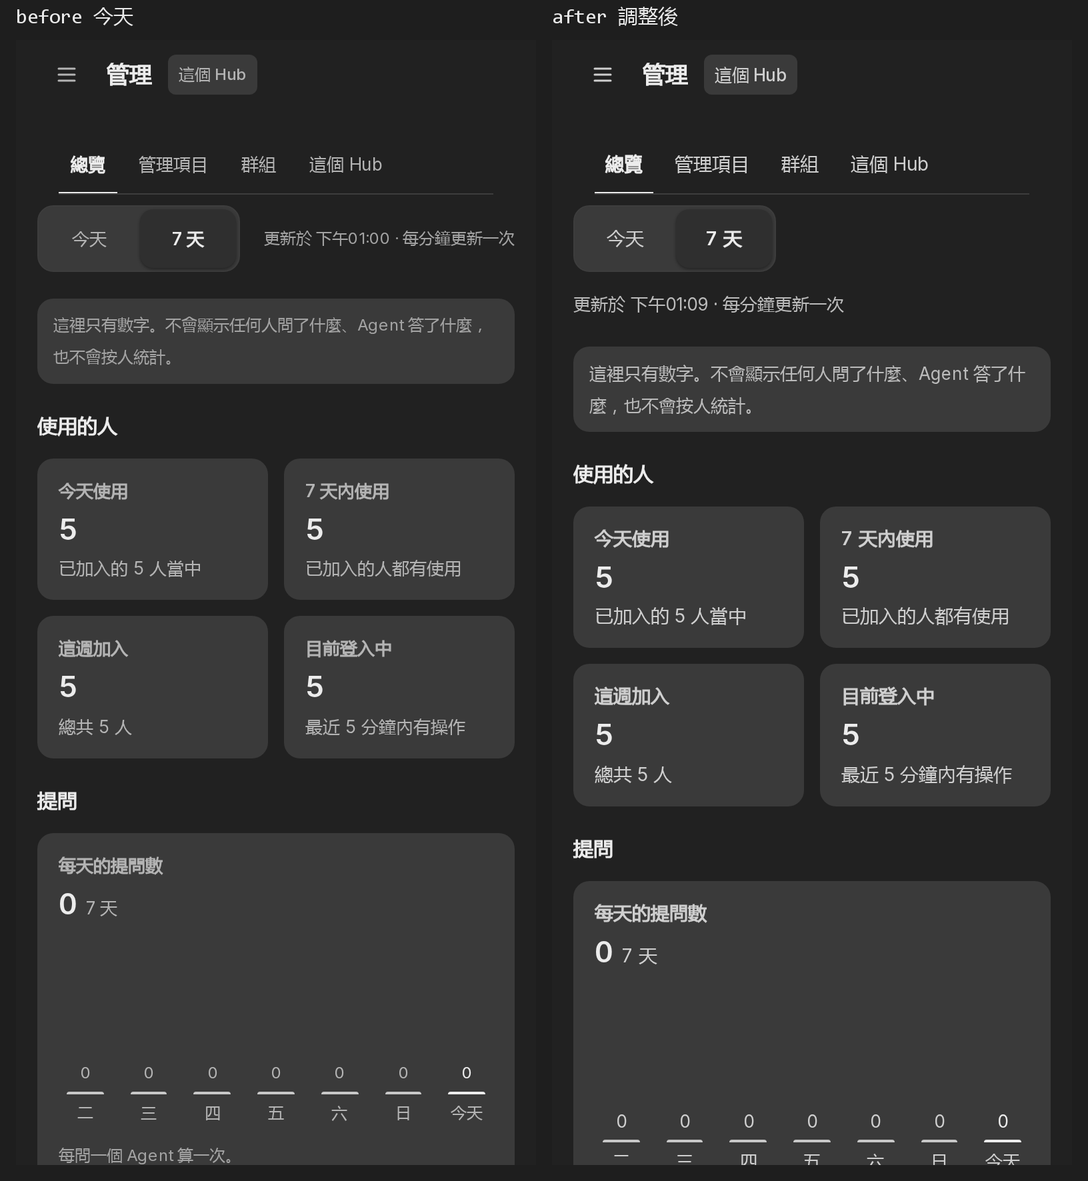 before 今天
管理 這個 Hub
總覽 管理項目 群組 這個 Hub
今天 7 天 更新於 下午01:00 · 每分鐘更新一次
這裡只有數字。不會顯示任何人問了什麼、Agent 答了什麼，
也不會按人統計。
使用的人
今天使用
5
已加入的 5 人當中
7 天內使用
5
已加入的人都有使用
這週加入
5
總共 5 人
目前登入中
5
最近 5 分鐘內有操作
提問
每天的提問數
0 7 天
0 0 0 0 0 0 0
二 三 四 五 六 日 今天
每問一個 Agent 算一次。
after 調整後
管理 這個 Hub
總覽 管理項目 群組 這個 Hub
今天 7 天
更新於 下午01:09 · 每分鐘更新一次
這裡只有數字。不會顯示任何人問了什麼、Agent 答了什
麼，也不會按人統計。
使用的人
今天使用
5
已加入的 5 人當中
7 天內使用
5
已加入的人都有使用
這週加入
5
總共 5 人
目前登入中
5
最近 5 分鐘內有操作
提問
每天的提問數
0 7 天
0 0 0 0 0 0 0
二 三 四 五 六 日 今天